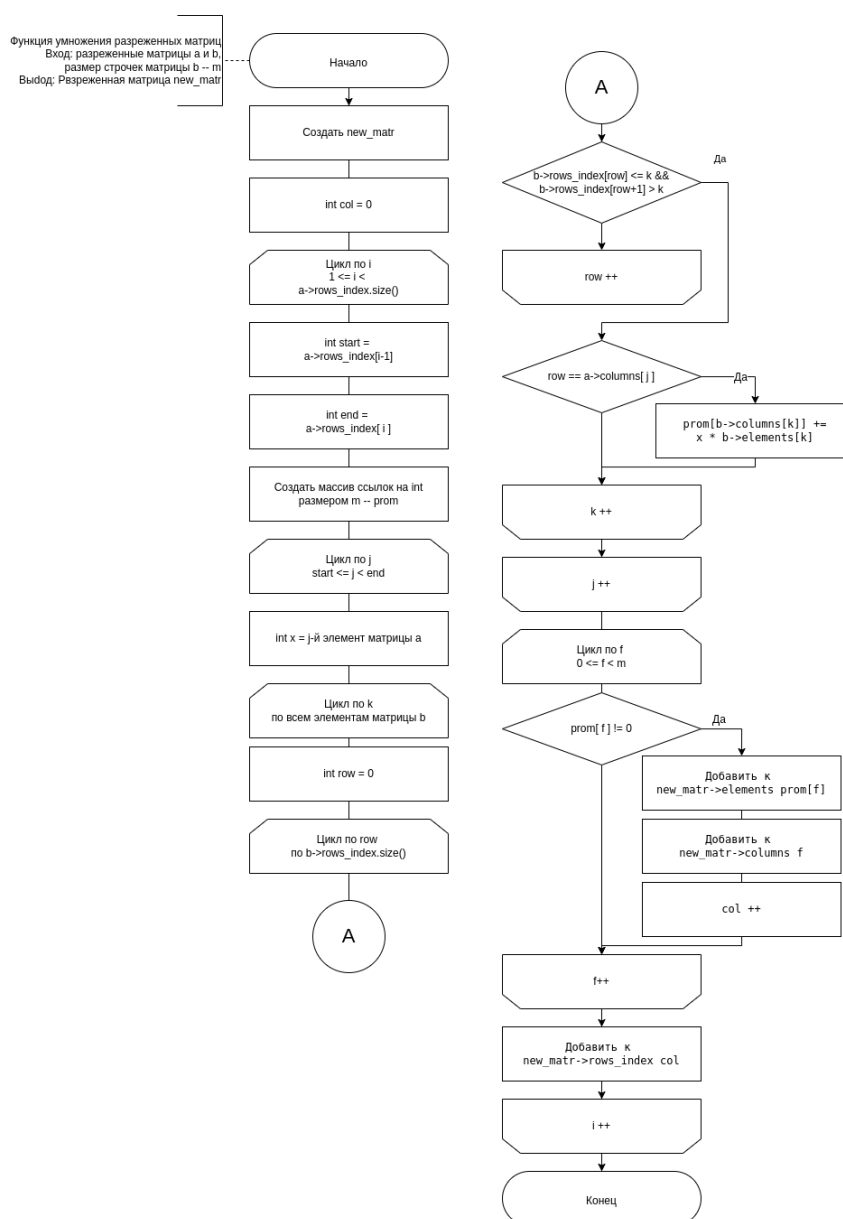 Функция умножения разреженных матриц
Вход: разреженные матрицы a и b,
размер строчек матрицы b -- m
Выdод: Рвзреженная матрица new_matr
Начало
Создать new_matr
int col = 0
Цикл по i
1 <= i <
a->rows_index.size()
int start =
a->rows_index[i-1]
int end =
a->rows_index[ i ]
Создать массив ссылок на int
размером m -- prom
Цикл по j
start <= j < end
int x = j-й элемент матрицы a
Цикл по k
по всем элементам матрицы b
int row = 0
Цикл по row
по b->rows_index.size()
A
A
b->rows_index[row] <= k &&
b->rows_index[row+1] > k
Да
row ++
row == a->columns[ j ]
Да
prom[b->columns[k]] +=
x * b->elements[k]
k ++
j ++
Цикл по f
0 <= f < m
prom[ f ] != 0
Да
Добавить к
new_matr->elements prom[f]
Добавить к
new_matr->columns f
col ++
f++
Добавить к
new_matr->rows_index col
i ++
Конец